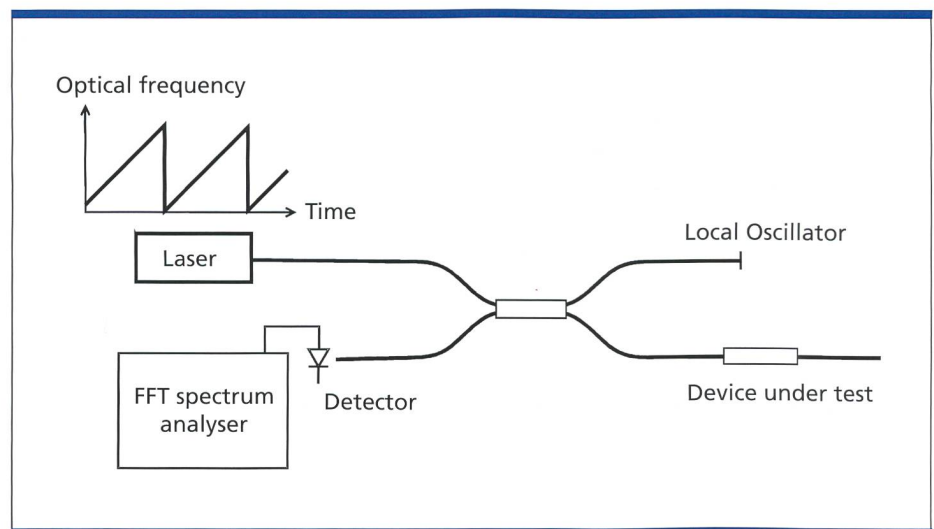 Optical frequency
Time
Laser
Local Oscillator
FFT spectrum
analyser
Detector
Device under test